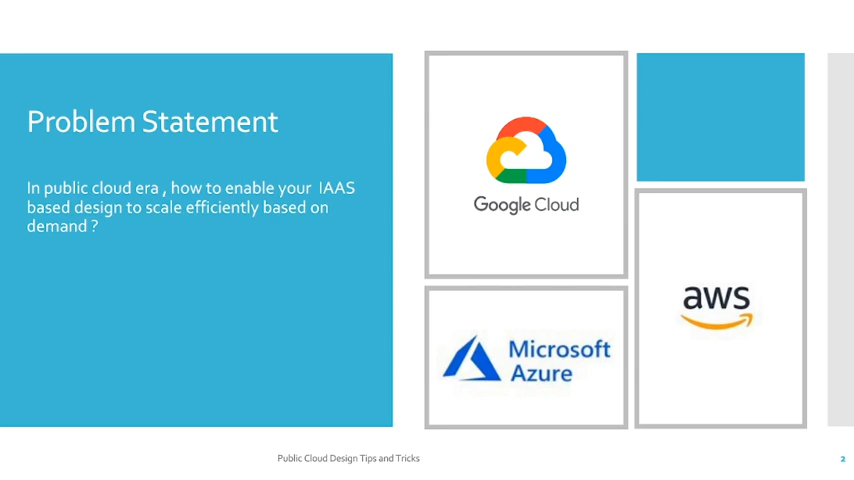 Problem Statement
In public cloud era , how to enable your IAAS
based design to scale efficiently based on
demand ?
Google Cloud
aws
Microsoft
Azure
Public Cloud Design Tips and Tricks
2